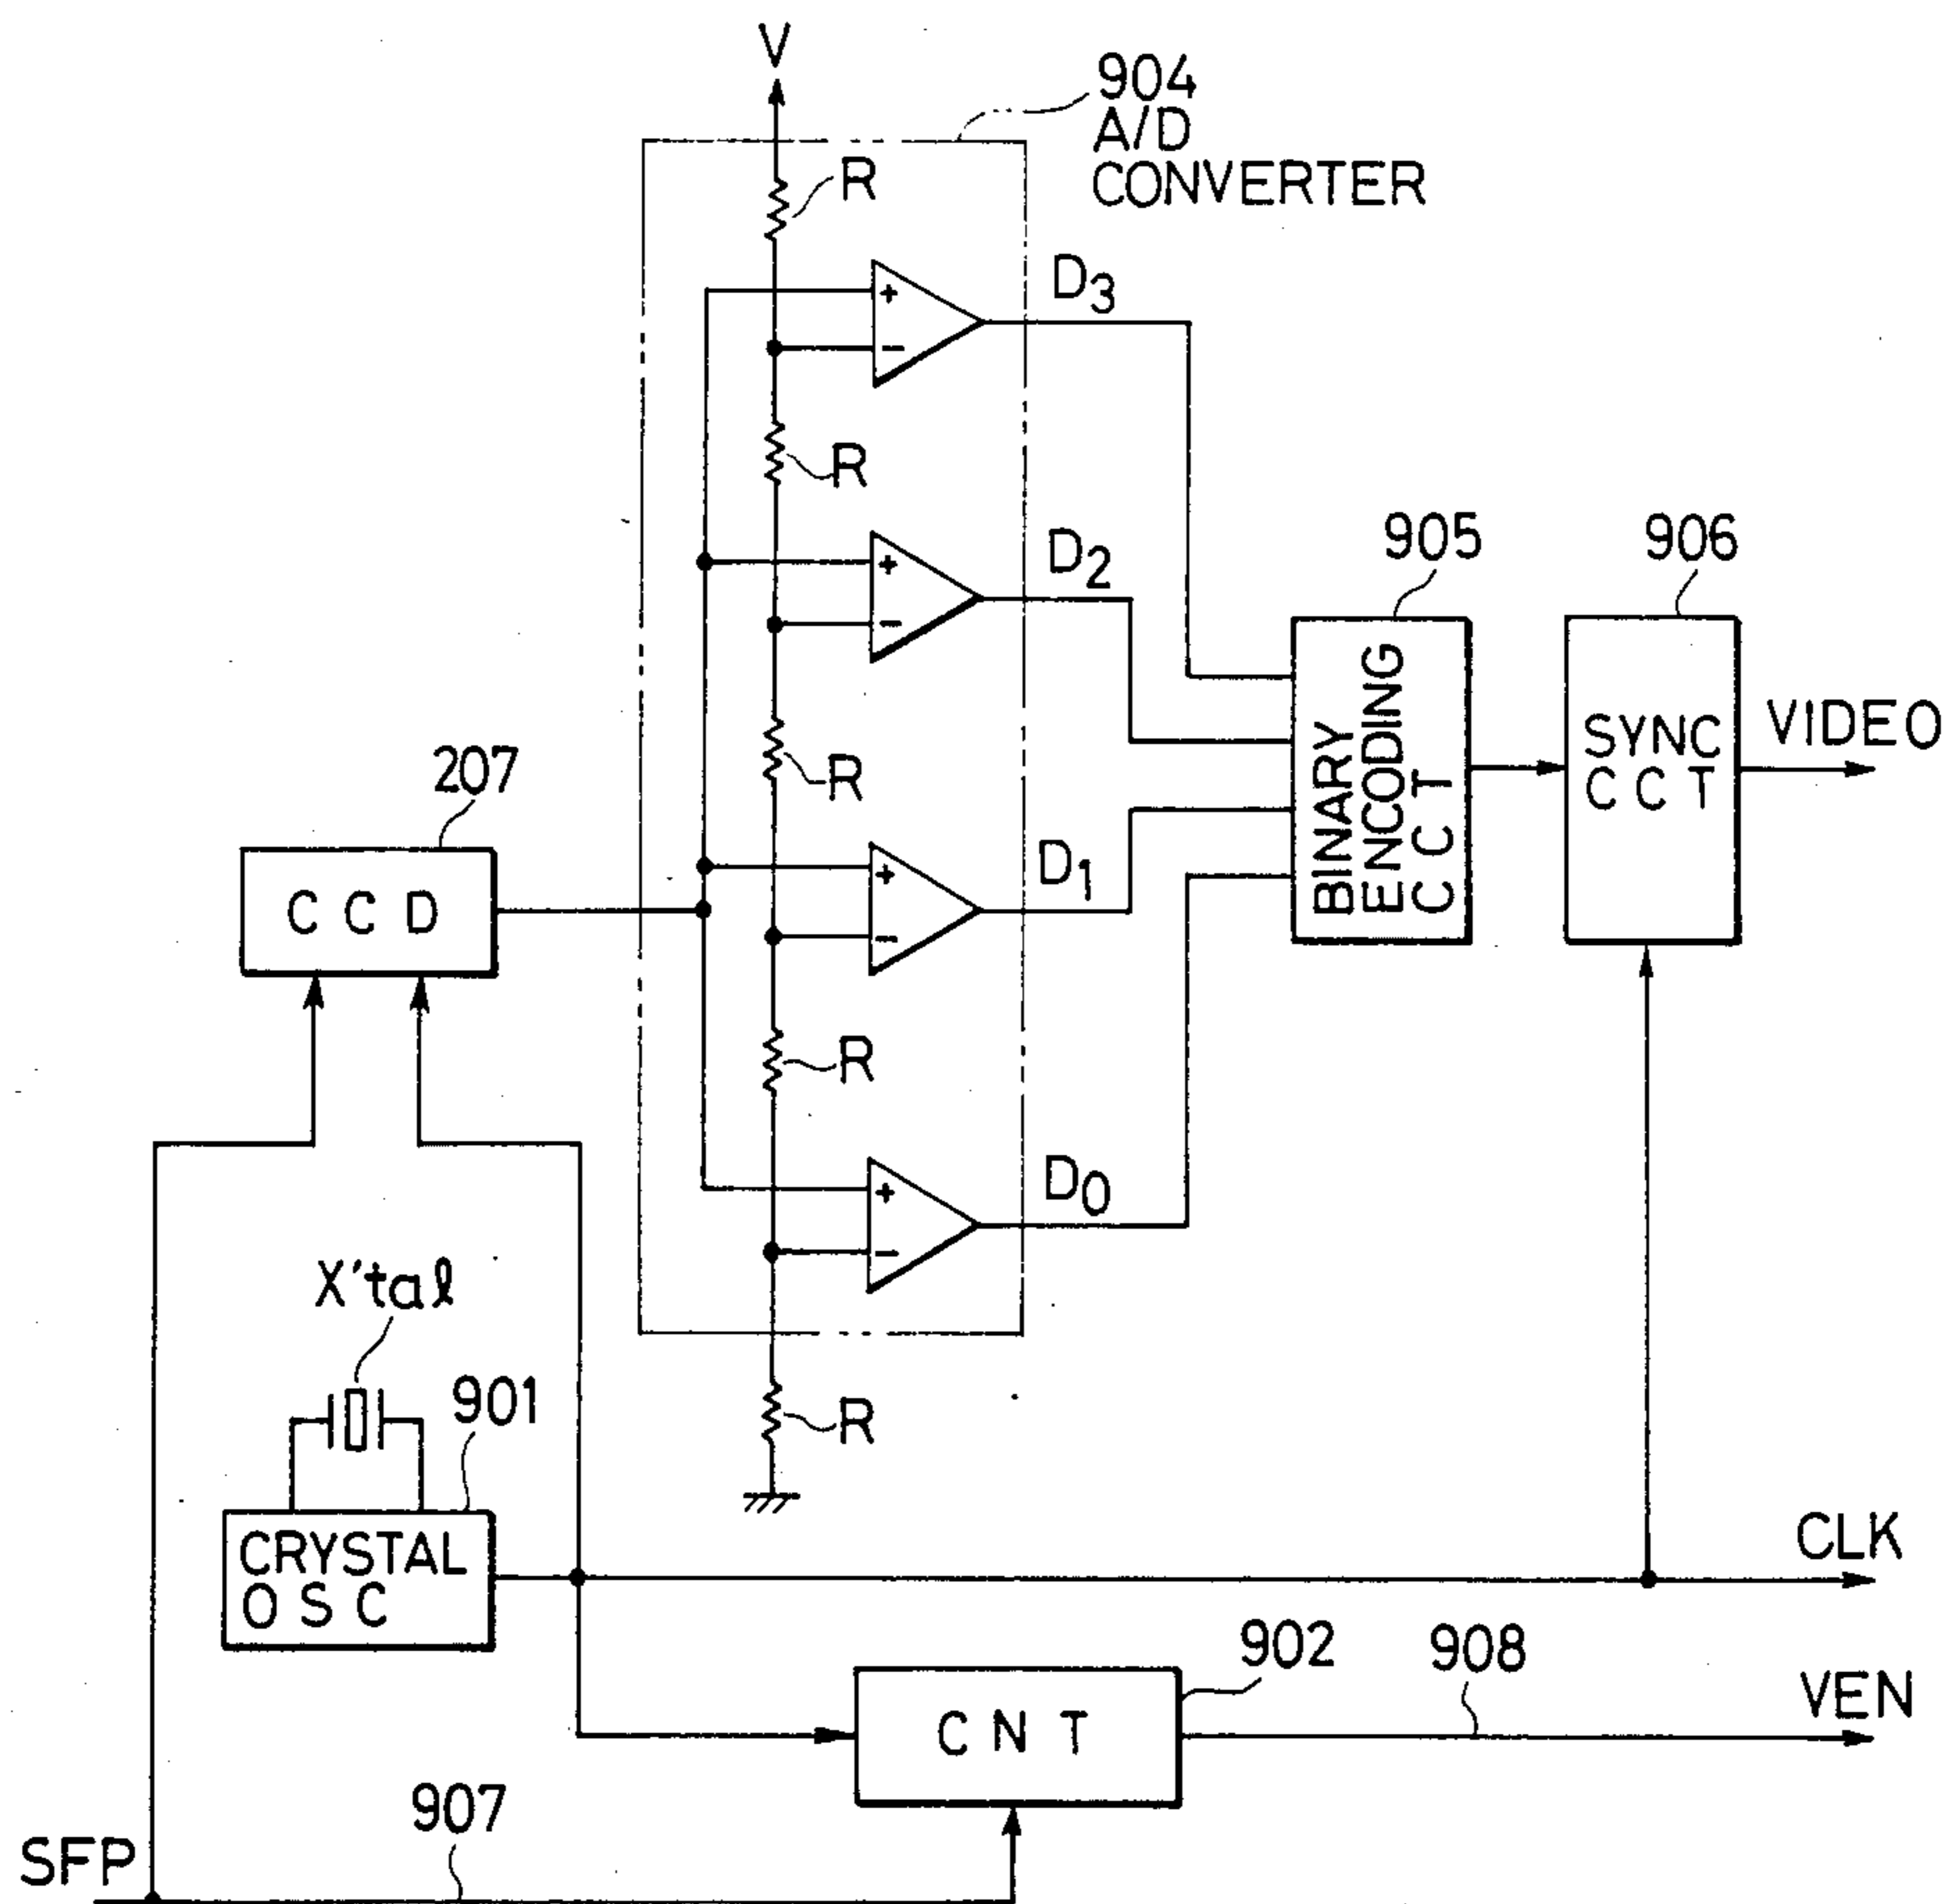 V
904
A/D
CONVERTER
R
+
−
D3
R
+
−
D2
905
906
BINARY
ENCODING
CCT
SYNC
CCT
VIDEO
R
207
CCD
+
−
D1
R
+
−
D0
X'tal
901
CRYSTAL
OSC
R
CLK
902
908
VEN
CNT
907
SFP